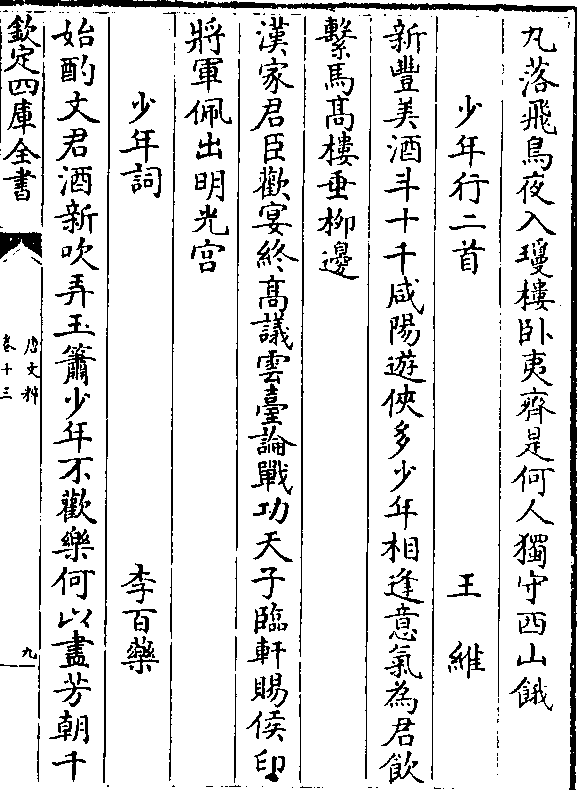 丸落飛鳥夜入瓊樓卧夷齊是何人獨守西山餓
少年行二首　王維
新豐美酒斗十千咸陽遊俠多少年相逢意氣為君飲
繫馬髙樓垂栁邊
漢家君臣歡宴終髙議雲臺論戰功天子臨軒賜侯印
將軍佩出明光宫
少年詞　李百藥
始酌文君酒新吹弄玉簫少年不歡樂何以盡芳朝千
欽定四庫全書
唐文粹
卷十三
九